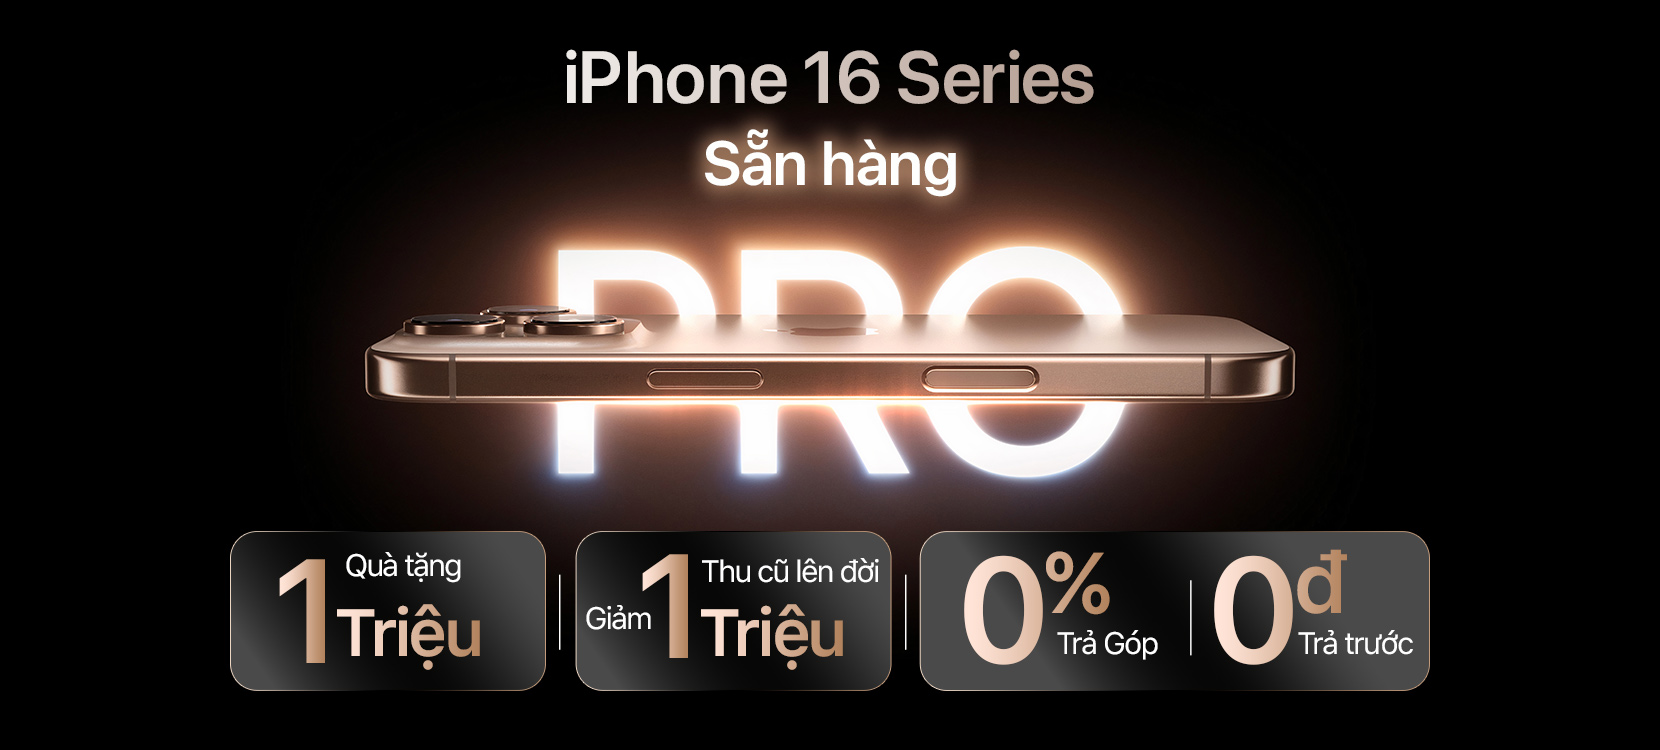 iPhone 16 Series
Sẵn hàng
PRO
1 Quà tặng
Triệu
Giảm 1 Thu cũ lên đời
Triệu
0% Trả Góp
0đ Trả trước